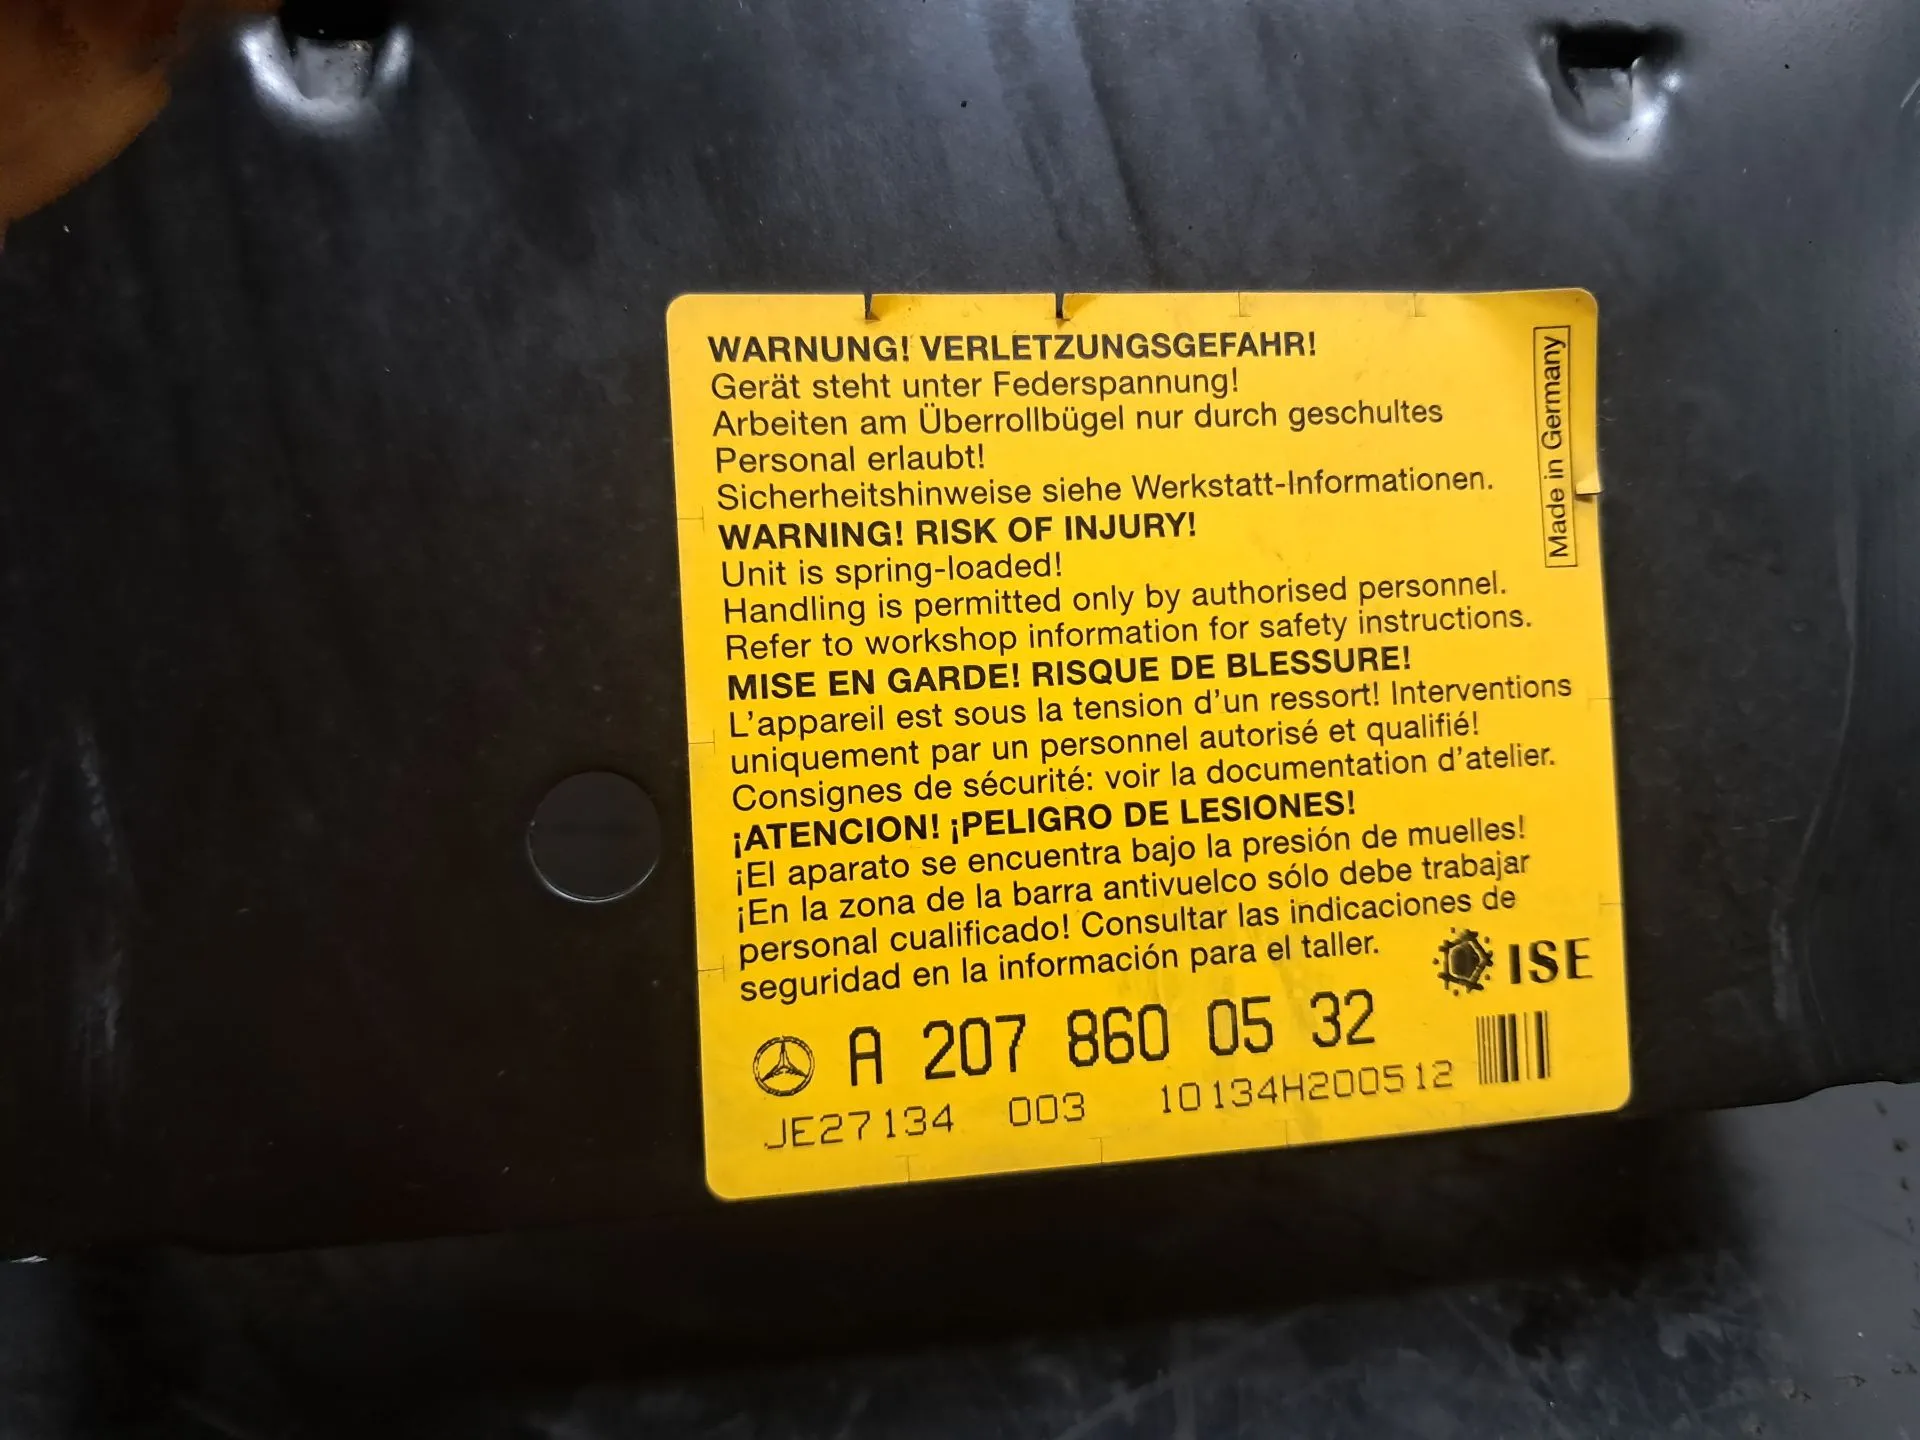 WARNUNG! VERLETZUNGSGEFAHR!
Gerät steht unter Federspannung!
Arbeiten am Überrollbügel nur durch geschultes
Personal erlaubt!
Sicherheitshinweise siehe Werkstatt-Informationen.
WARNING! RISK OF INJURY!
Unit is spring-loaded!
Handling is permitted only by authorised personnel.
Refer to workshop information for safety instructions.
MISE EN GARDE! RISQUE DE BLESSURE!
L'appareil est sous la tension d'un ressort! Interventions
uniquement par un personnel autorisé et qualifié!
Consignes de sécurité: voir la documentation d'atelier.
¡ATENCION! ¡PELIGRO DE LESIONES!
¡El aparato se encuentra bajo la presión de muelles!
¡En la zona de la barra antivuelco sólo debe trabajar
personal cualificado! Consultar las indicaciones de
seguridad en la información para el taller.
Made in Germany
ISE
A 207 860 05 32
JE27134 003 10134H200512